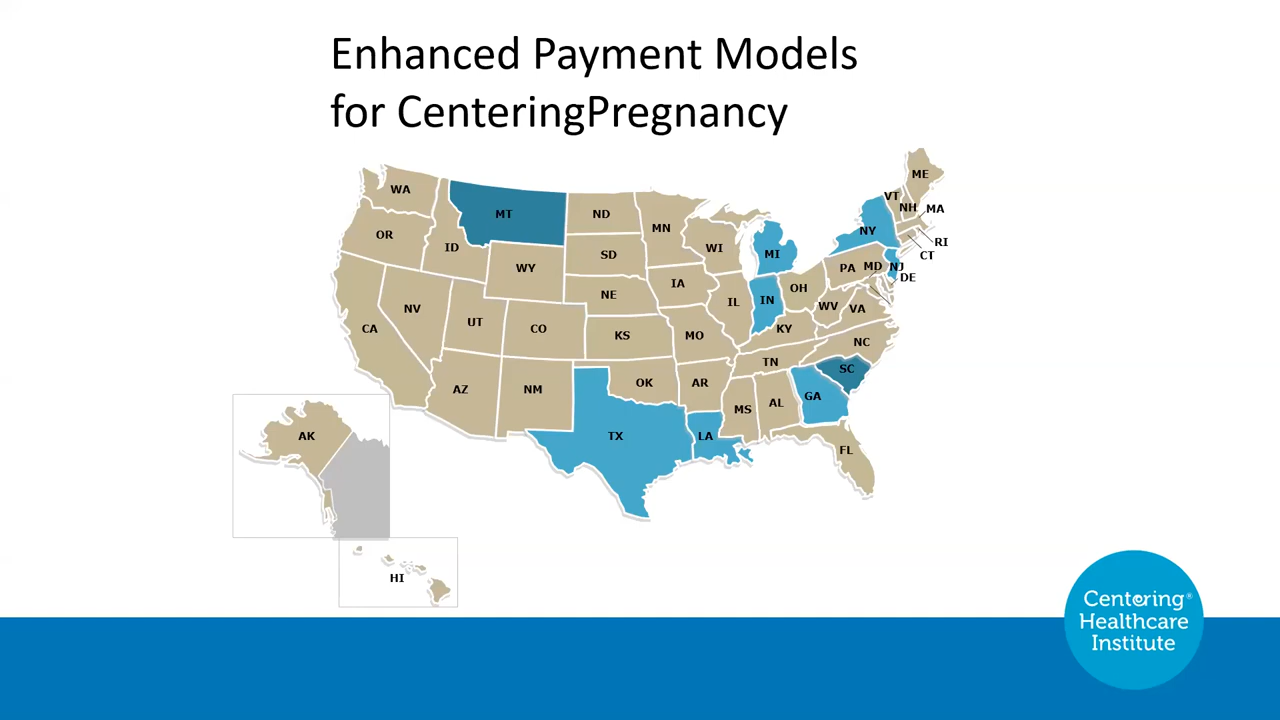 Enhanced Payment Models
for CenteringPregnancy
WA
MT
ND
MN
ME
VT
NH
MA
OR
ID
WY
SD
WI
MI
NY
RI
CT
NV
UT
CO
NE
IA
IL
IN
OH
PA
MD
NJ
DE
CA
KS
MO
KY
WV
VA
AZ
NM
OK
AR
TN
NC
SC
TX
LA
MS
AL
GA
FL
AK
HI
Centering®
Healthcare
Institute